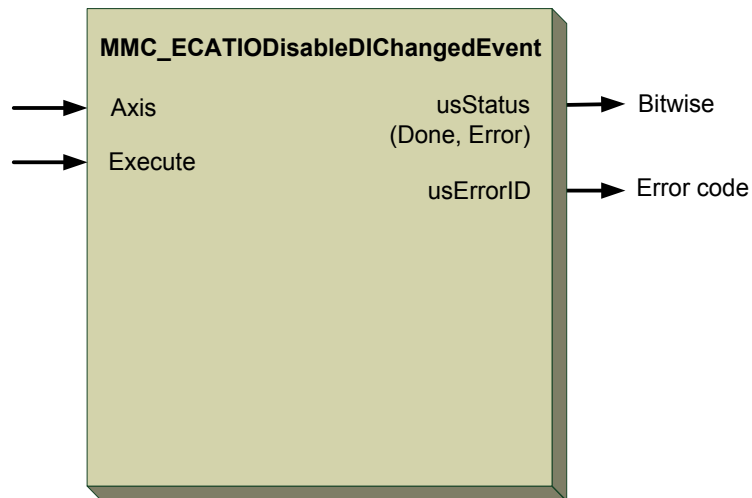 MMC_ECATIODisableDIChangedEvent
Axis
usStatus
Bitwise
(Done, Error)
Execute
usErrorID
Error code